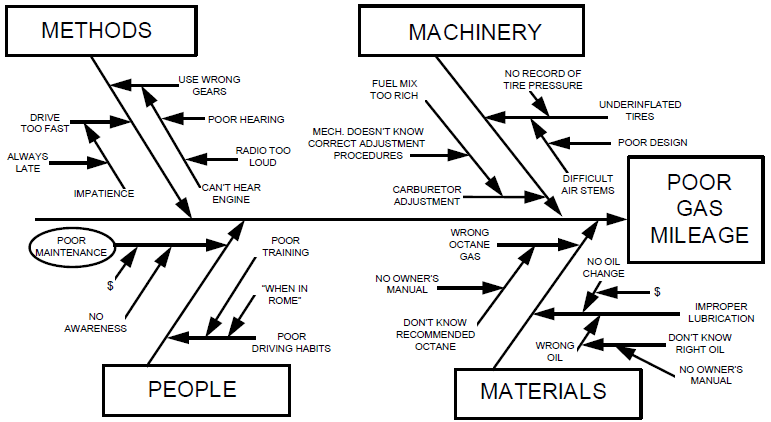 METHODS
MACHINERY
USE WRONG
GEARS
DRIVE
TOO FAST
POOR HEARING
RADIO TOO
LOUD
ALWAYS
LATE
IMPATIENCE
CAN'T HEAR
ENGINE
FUEL MIX
TOO RICH
NO RECORD OF
TIRE PRESSURE
UNDERINFLATED
TIRES
MECH. DOESN'T KNOW
CORRECT ADJUSTMENT
PROCEDURES
POOR DESIGN
CARBURETOR
ADJUSTMENT
DIFFICULT
AIR STEMS
POOR
GAS
MILEAGE
POOR
MAINTENANCE
$
NO
AWARENESS
POOR
TRAINING
"WHEN IN
ROME"
POOR
DRIVING HABITS
WRONG
OCTANE
GAS
NO OWNER'S
MANUAL
DON'T KNOW
RECOMMENDED
OCTANE
NO OIL
CHANGE
$
IMPROPER
LUBRICATION
WRONG
OIL
DON'T KNOW
RIGHT OIL
NO OWNER'S
MANUAL
PEOPLE
MATERIALS